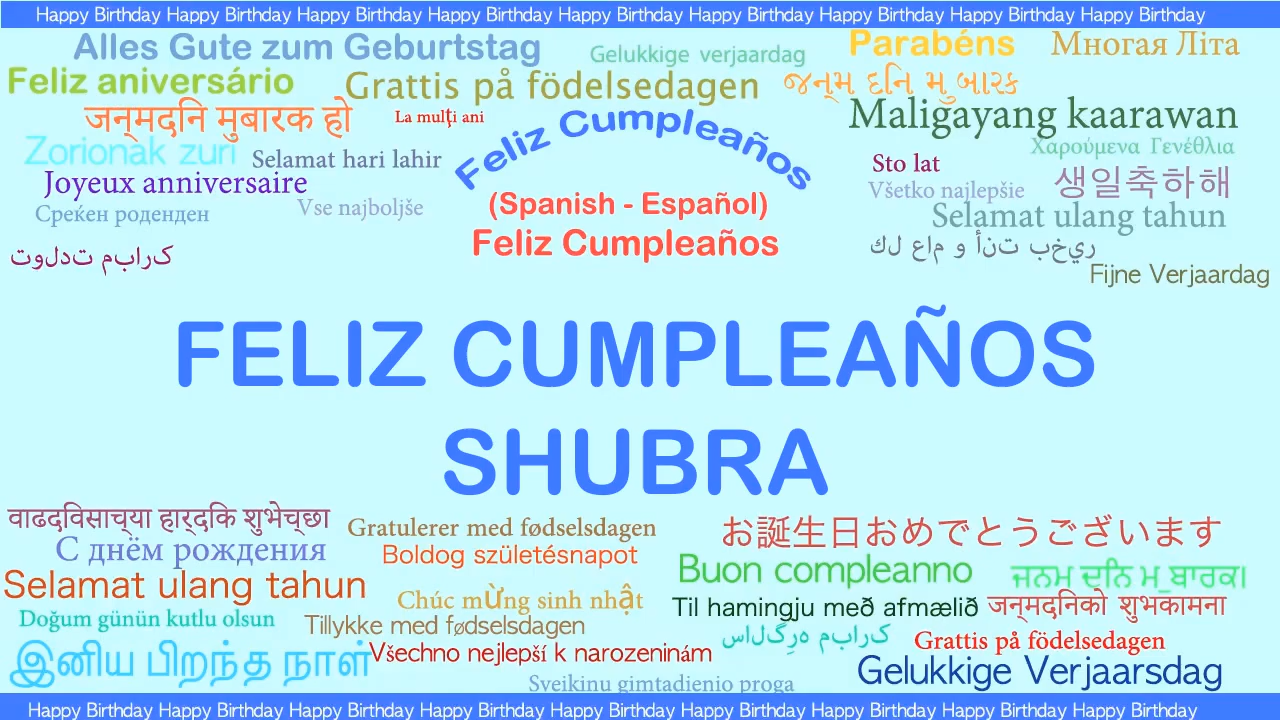 Happy Birthday Happy Birthday Happy Birthday Happy Birthday Happy Birthday Happy Birthday Happy Birthday Happy Birthday Happy Birthday
Alles Gute zum Geburtstag
Gelukkige verjaardag
Parabéns
Многая Літа
Feliz aniversário
Grattis på födelsedagen
જન્મ દિન મુબારક
जन्मदिन मुबारक हो
La mulţi ani
Feliz Cumpleaños
Maligayang kaarawan
Zorionak zuri
Selamat hari lahir
Sto lat
Χαρούμενα Γενέθλια
Joyeux anniversaire
Všetko najlepšie
생일축하해
Среќен роденден
Vse najboljše
(Spanish - Español)
Selamat ulang tahun
تولدت مبارک
Feliz Cumpleaños
كل عام و أنت بخير
Fijne Verjaardag
FELIZ CUMPLEAÑOS
SHUBRA
वाढदिवसाच्या हार्दिक शुभेच्छा
Gratulerer med fødselsdagen
お誕生日おめでとうございます
С днём рождения
Boldog születésnapot
Buon compleanno
ਜਨਮ ਦਿਨ ਮੁਬਾਰਕ।
Selamat ulang tahun
Chúc mừng sinh nhật
Til hamingju með afmælið
जन्मदिनको शुभकामना
Doğum günün kutlu olsun
Tillykke med fødselsdagen
سالگرہ مبارک
Grattis på födelsedagen
இனிய பிறந்த நாள்
Všechno nejlepší k narozeninám
Gelukkige Verjaarsdag
Sveikinu gimtadienio proga
Happy Birthday Happy Birthday Happy Birthday Happy Birthday Happy Birthday Happy Birthday Happy Birthday Happy Birthday Happy Birthday